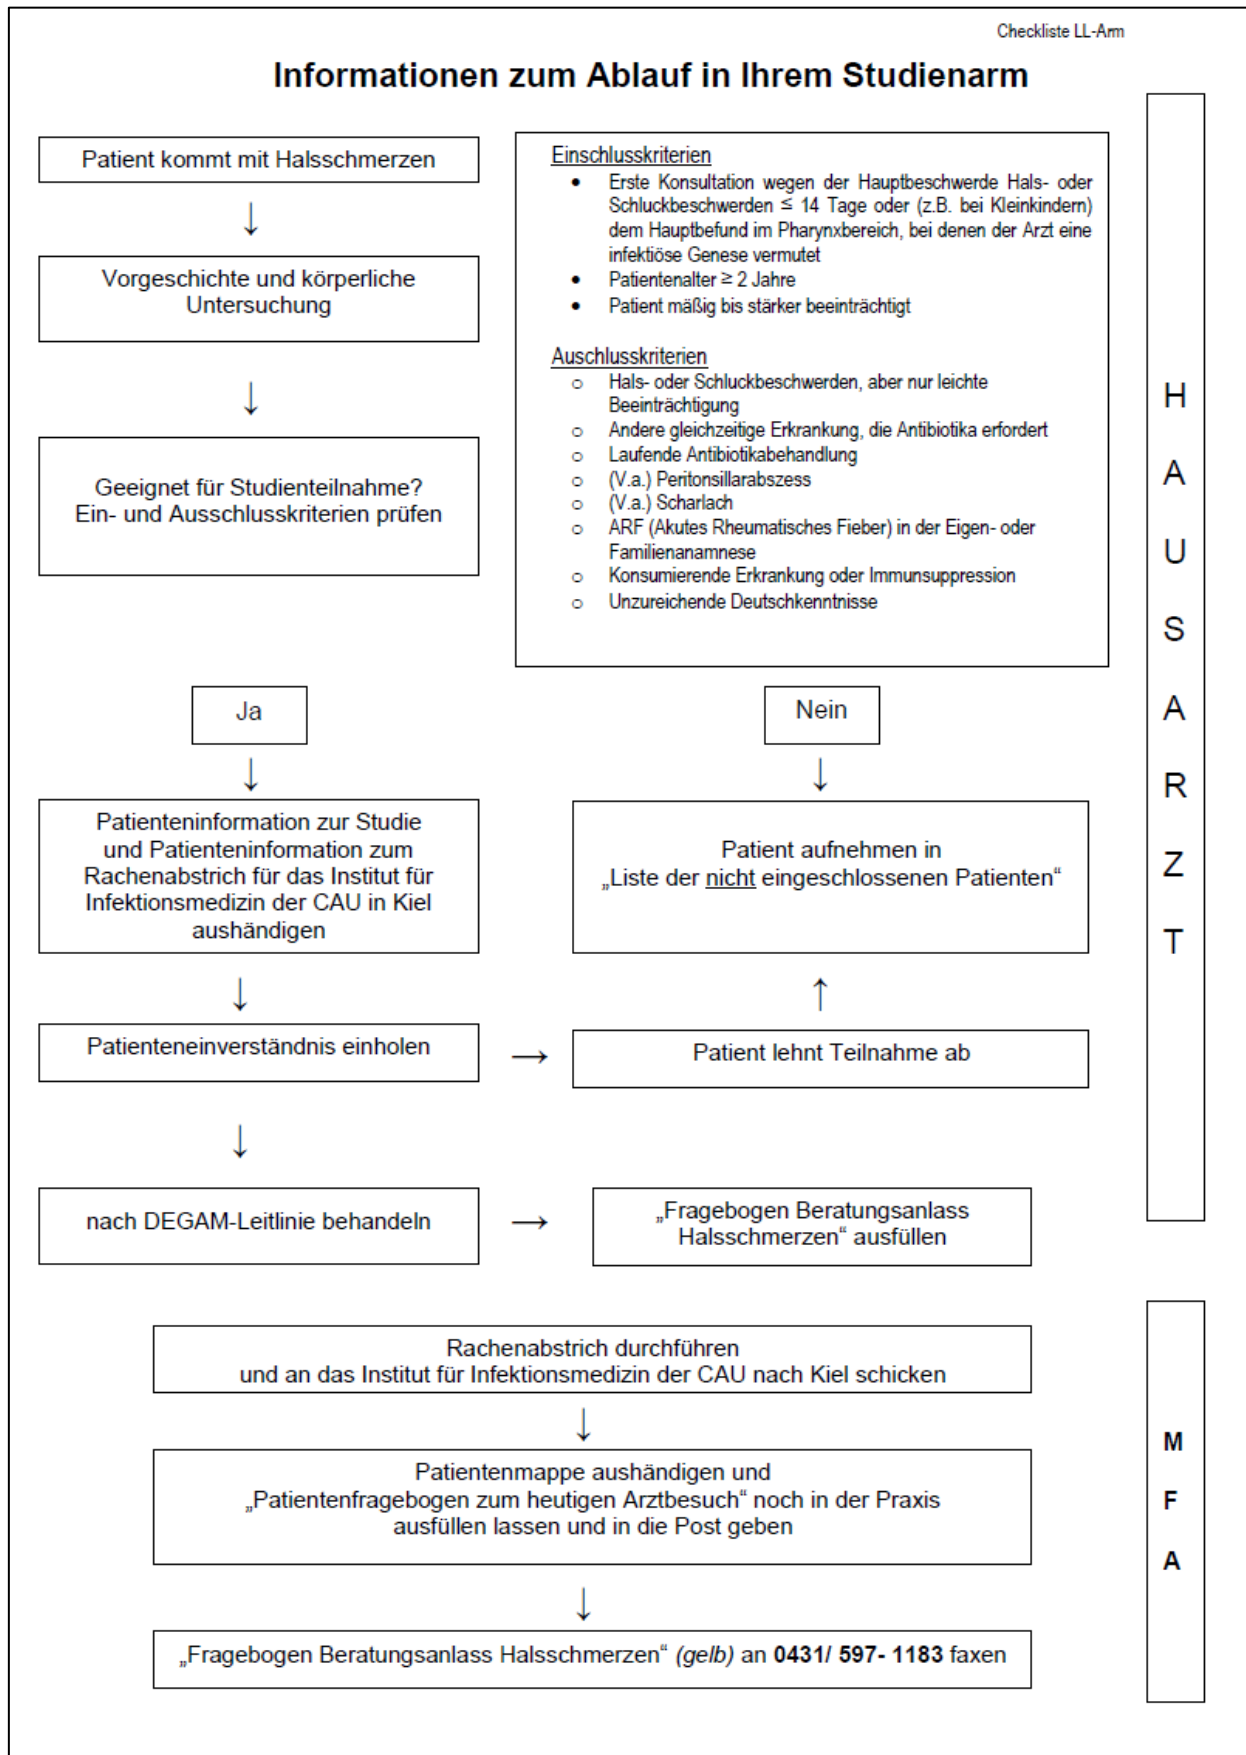 Checkliste LL-Arm
Informationen zum Ablauf in Ihrem Studienarm
Patient kommt mit Halsschmerzen
↓
Vorgeschichte und körperliche
Untersuchung
↓
Geeignet für Studienteilnahme?
Ein- und Ausschlusskriterien prüfen
Einschlusskriterien
• Erste Konsultation wegen der Hauptbeschwerde Hals- oder
Schluckbeschwerden ≤ 14 Tage oder (z.B. bei Kleinkindern)
dem Hauptbefund im Pharynxbereich, bei denen der Arzt eine
infektiöse Genese vermutet
• Patientenalter ≥ 2 Jahre
• Patient mäßig bis stärker beeinträchtigt
Auschlusskriterien
o Hals- oder Schluckbeschwerden, aber nur leichte
Beeinträchtigung
o Andere gleichzeitige Erkrankung, die Antibiotika erfordert
o Laufende Antibiotikabehandlung
o (V.a.) Peritonsillarabszess
o (V.a.) Scharlach
o ARF (Akutes Rheumatisches Fieber) in der Eigen- oder
Familienanamnese
o Konsumierende Erkrankung oder Immunsuppression
o Unzureichende Deutschkenntnisse
Ja
↓
Patienteninformation zur Studie
und Patienteninformation zum
Rachenabstrich für das Institut für
Infektionsmedizin der CAU in Kiel
aushändigen
↓
Nein
↓
Patient aufnehmen in
„Liste der nicht eingeschlossenen Patienten“
↑
Patienteneinverständnis einholen
→
Patient lehnt Teilnahme ab
↓
nach DEGAM-Leitlinie behandeln
→
„Fragebogen Beratungsanlass
Halsschmerzen“ ausfüllen
H
A
U
S
A
R
Z
T
Rachenabstrich durchführen
und an das Institut für Infektionsmedizin der CAU nach Kiel schicken
↓
Patientenmappe aushändigen und
„Patientenfragebogen zum heutigen Arztbesuch“ noch in der Praxis
ausfüllen lassen und in die Post geben
↓
„Fragebogen Beratungsanlass Halsschmerzen“ (gelb) an 0431/ 597- 1183 faxen
M
F
A